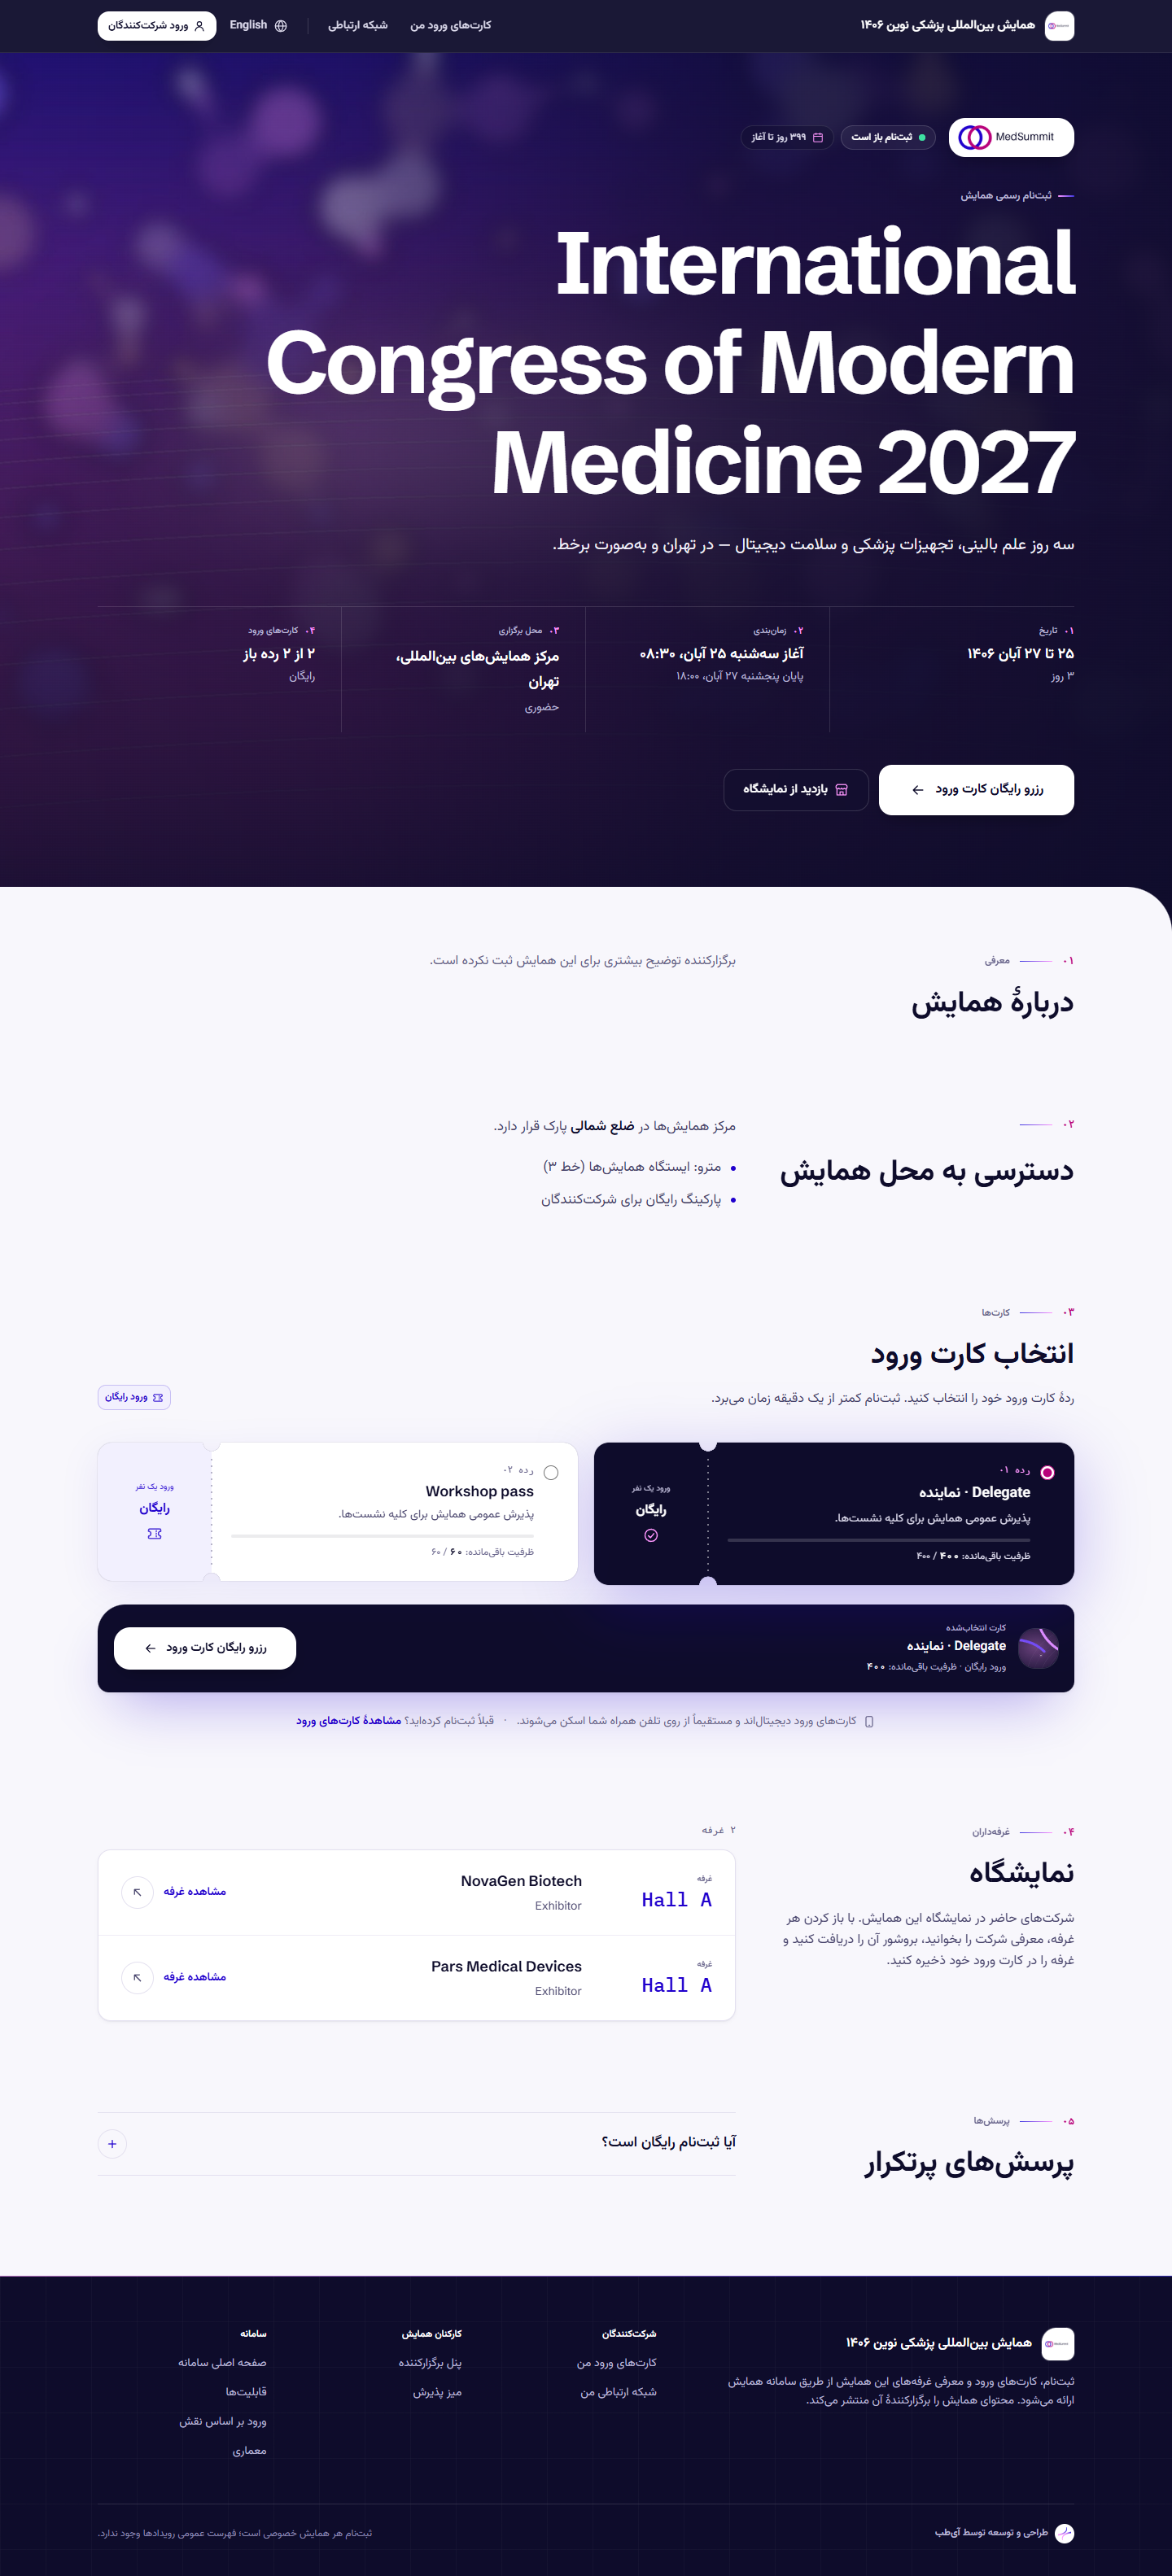 همایش بین‌المللی پزشکی نوین ۱۴۰۶
کارت‌های ورود من
شبکه ارتباطی
English
ورود شرکت‌کنندگان
MedSummit
ثبت‌نام باز است
۳۹۹ روز تا آغاز
ثبت‌نام رسمی همایش
International
Congress of Modern
Medicine 2027
سه روز علم بالینی، تجهیزات پزشکی و سلامت دیجیتال — در تهران و به‌صورت برخط.
۰۱ تاریخ
۲۵ تا ۲۷ آبان ۱۴۰۶
۳ روز
۰۲ زمان‌بندی
آغاز سه‌شنبه ۲۵ آبان، ۰۸:۳۰
پایان پنجشنبه ۲۷ آبان، ۱۸:۰۰
۰۳ محل برگزاری
مرکز همایش‌های بین‌المللی،
تهران
حضوری
۰۴ کارت‌های ورود
۲ از ۲ رده باز
رایگان
رزرو رایگان کارت ورود
بازدید از نمایشگاه
۰۱ معرفی
دربارهٔ همایش
برگزارکننده توضیح بیشتری برای این همایش ثبت نکرده است.
۰۲
دسترسی به محل همایش
مرکز همایش‌ها در ضلع شمالی پارک قرار دارد.
مترو: ایستگاه همایش‌ها (خط ۳)
پارکینگ رایگان برای شرکت‌کنندگان
۰۳ کارت‌ها
انتخاب کارت ورود
ردهٔ کارت ورود خود را انتخاب کنید. ثبت‌نام کمتر از یک دقیقه زمان می‌برد.
ورود رایگان
رده ۰۱
Delegate · نماینده
پذیرش عمومی همایش برای کلیه نشست‌ها.
ظرفیت باقی‌مانده: ۴۰۰ / ۴۰۰
ورود یک نفر
رایگان
رده ۰۲
Workshop pass
پذیرش عمومی همایش برای کلیه نشست‌ها.
ظرفیت باقی‌مانده: ۶۰ / ۶۰
ورود یک نفر
رایگان
کارت انتخاب‌شده
Delegate · نماینده
ورود رایگان · ظرفیت باقی‌مانده: ۴۰۰
رزرو رایگان کارت ورود
کارت‌های ورود دیجیتال‌اند و مستقیماً از روی تلفن همراه شما اسکن می‌شوند. · قبلاً ثبت‌نام کرده‌اید؟ مشاهدهٔ کارت‌های ورود
۰۴ غرفه‌داران
نمایشگاه
شرکت‌های حاضر در نمایشگاه این همایش. با باز کردن هر
غرفه، معرفی شرکت را بخوانید، بروشور آن را دریافت کنید و
غرفه را در کارت ورود خود ذخیره کنید.
۲ غرفه
غرفه
Hall A
NovaGen Biotech
Exhibitor
مشاهده غرفه
غرفه
Hall A
Pars Medical Devices
Exhibitor
مشاهده غرفه
۰۵ پرسش‌ها
پرسش‌های پرتکرار
آیا ثبت‌نام رایگان است؟
همایش بین‌المللی پزشکی نوین ۱۴۰۶
ثبت‌نام، کارت‌های ورود و معرفی غرفه‌های این همایش از طریق سامانه همایش
ارائه می‌شود. محتوای همایش را برگزارکنندهٔ آن منتشر می‌کند.
شرکت‌کنندگان
کارت‌های ورود من
شبکه ارتباطی من
کارکنان همایش
پنل برگزارکننده
میز پذیرش
سامانه
صفحه اصلی سامانه
قابلیت‌ها
ورود بر اساس نقش
معماری
طراحی و توسعه توسط آی‌طب
ثبت‌نام هر همایش خصوصی است؛ فهرست عمومی رویدادها وجود ندارد.